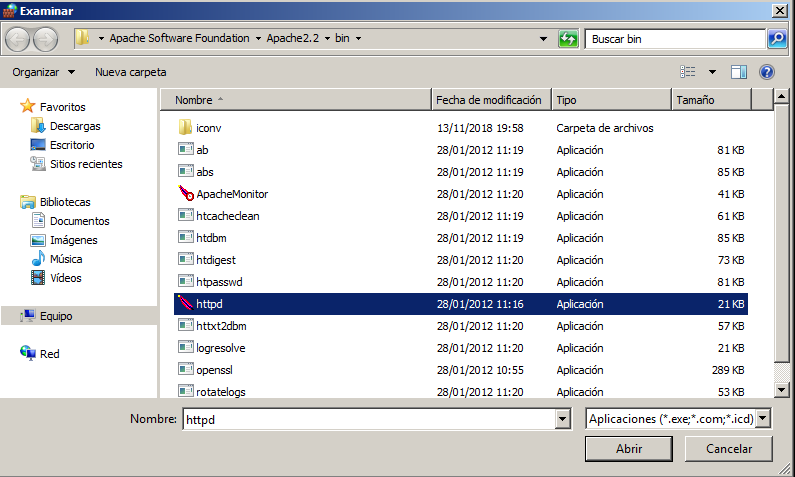 Examinar
Apache Software Foundation Apache2.2 bin
Buscar bin
Organizar Nueva carpeta
Nombre Fecha de modificación Tipo Tamaño
Favoritos
Descargas
Escritorio
Sitios recientes
Bibliotecas
Documentos
Imágenes
Música
Vídeos
Equipo
Red
iconv 13/11/2018 19:58 Carpeta de archivos
ab 28/01/2012 11:19 Aplicación 81 KB
abs 28/01/2012 11:19 Aplicación 85 KB
ApacheMonitor 28/01/2012 11:20 Aplicación 41 KB
htcacheclean 28/01/2012 11:19 Aplicación 61 KB
htdbm 28/01/2012 11:19 Aplicación 85 KB
htdigest 28/01/2012 11:20 Aplicación 73 KB
htpasswd 28/01/2012 11:20 Aplicación 81 KB
httpd 28/01/2012 11:16 Aplicación 21 KB
httxt2dbm 28/01/2012 11:20 Aplicación 57 KB
logresolve 28/01/2012 11:20 Aplicación 21 KB
openssl 28/01/2012 10:55 Aplicación 289 KB
rotatelogs 28/01/2012 11:20 Aplicación 53 KB
Nombre: httpd Aplicaciones (*.exe;*.com;*.icd)
Abrir Cancelar